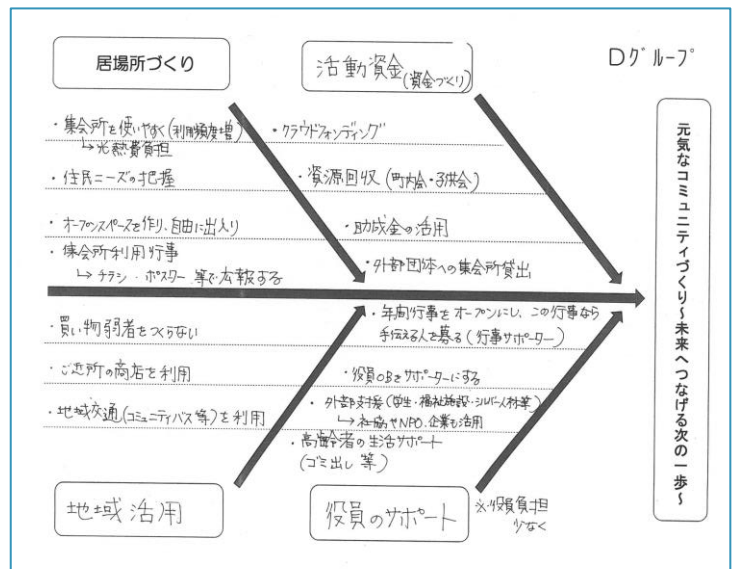 Dグループ
居場所づくり
・集会所を使いやすく(利用頻度増)
↳光熱費負担
・住民ニーズの把握
・オープンスペースを作り、自由に出入り
・集会所利用行事
↳チラシ・ポスター等で広報する
活動資金(資金づくり)
・クラウドフォンディング
・資源回収(町内会・子供会)
・助成金の活用
・外部団体への集会所貸出
・買い物弱者をつくらない
・ご近所の商店を利用
・地域交通(コミュニティバス等)を利用
地域活用
・年間行事をオープンにし、この行事なら
手伝える人を募る(行事サポーター)
・役員OBをサポーターにする
・外部支援(学生・福祉施設・シルバー人材業)
↳社協やNPO、企業も活用
・高齢者の生活サポート
(ゴミ出し 等)
役員のサポート
※役員負担
少なく
元気なコミュニティづくり～未来へつなげる次の一歩～